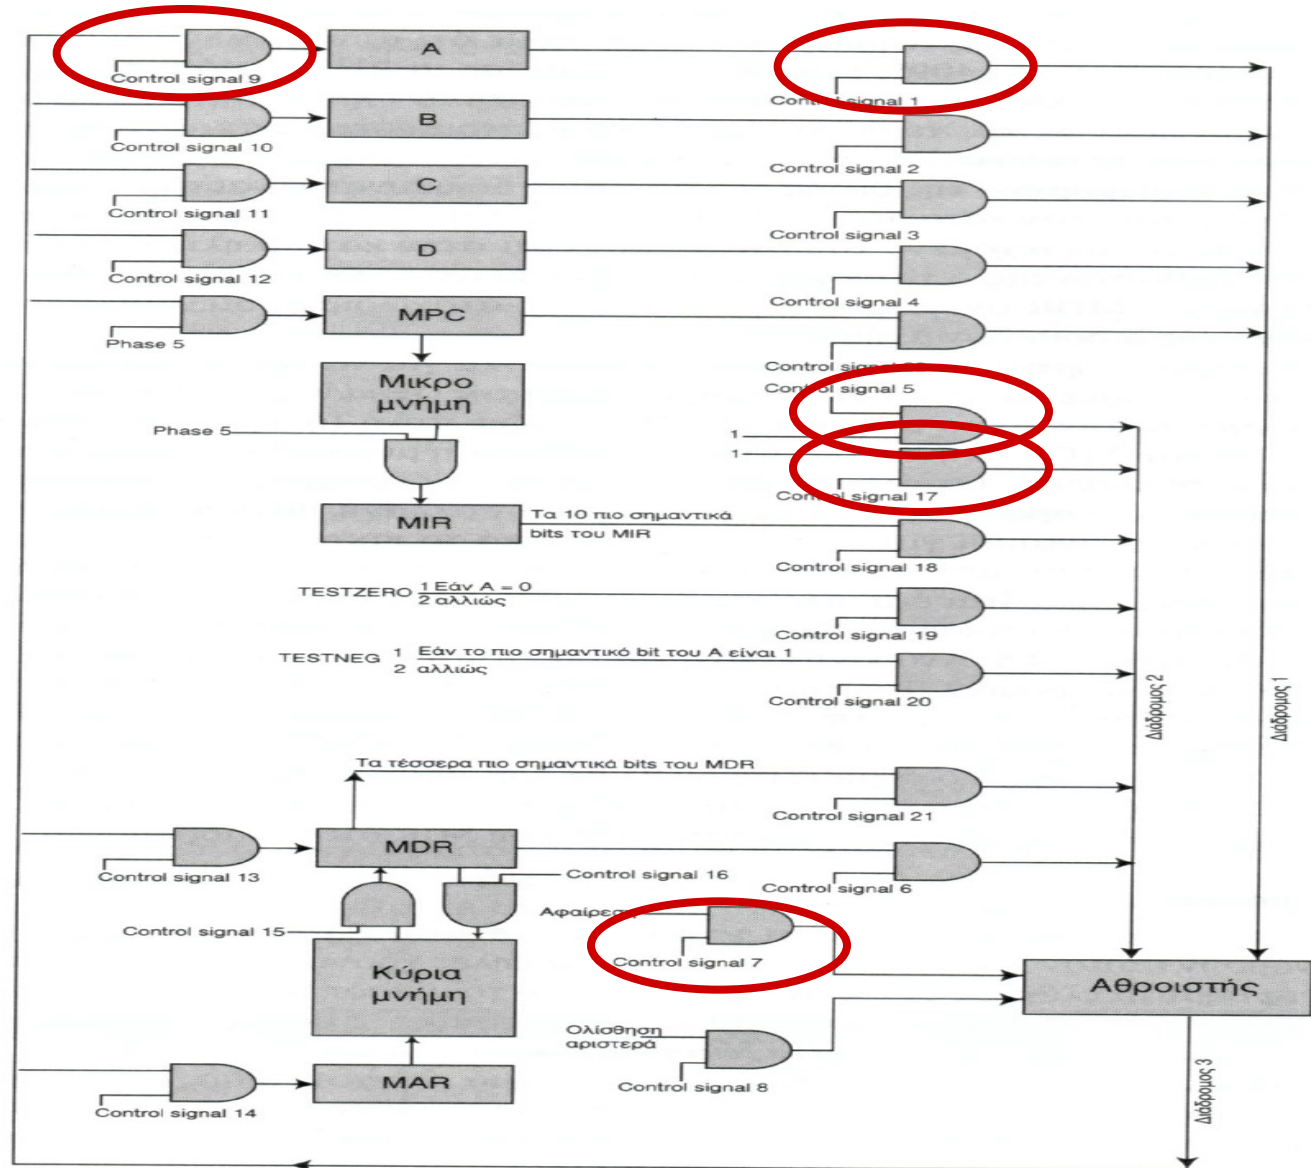 A
Control signal 9
Control signal 1
B
Control signal 10
Control signal 2
C
Control signal 11
Control signal 3
D
Control signal 12
Control signal 4
MPC
Phase 5
Control signal
Μικρο
μνήμη
Control signal 5
Phase 5
1
1
Control signal 17
MIR
Τα 10 πιο σημαντικά
bits του MIR
Control signal 18
TESTZERO 1 Εάν A = 0
2 αλλιώς
Control signal 19
TESTNEG 1 Εάν το πιο σημαντικό bit του A είναι 1
2 αλλιώς
Control signal 20
Διάδρομος 2
Διάδρομος 1
Τα τέσσερα πιο σημαντικά bits του MDR
Control signal 21
MDR
Control signal 13
Control signal 16
Control signal 6
Αφαίρεση
Control signal 15
Control signal 7
Κύρια
μνήμη
Αθροιστής
Ολίσθηση
αριστερά
Control signal 8
MAR
Control signal 14
Διάδρομος 3